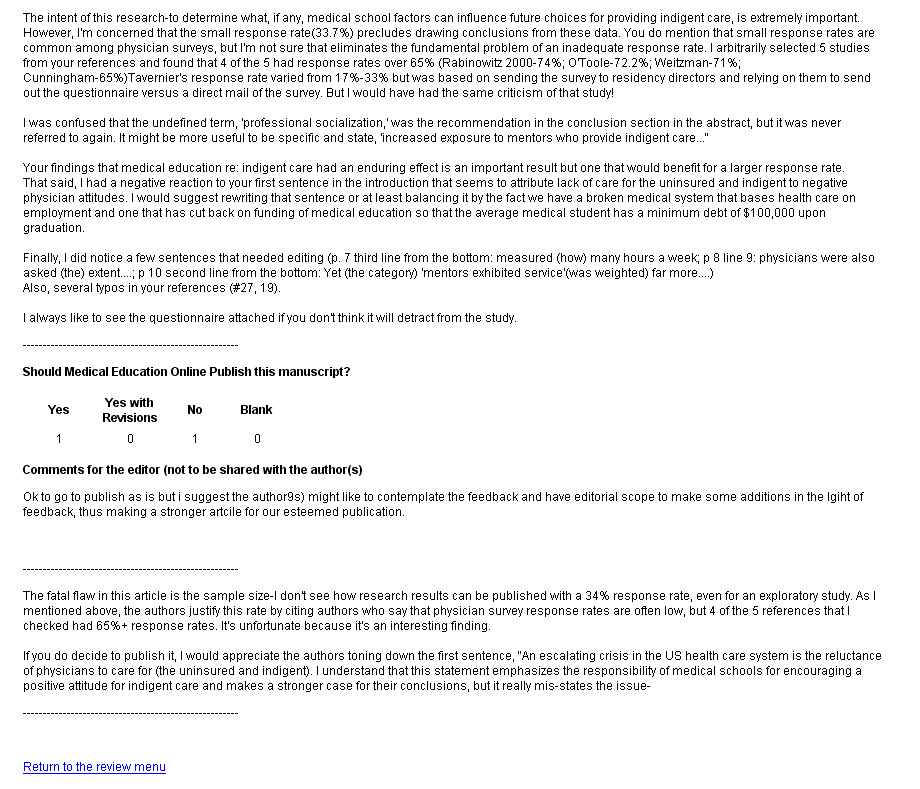 The intent of this research-to determine what, if any, medical school factors can influence future choices for providing indigent care, is extremely important.
However, I'm concerned that the small response rate(33.7%) precludes drawing conclusions from these data. You do mention that small response rates are
common among physician surveys, but I'm not sure that eliminates the fundamental problem of an inadequate response rate. I arbitrarily selected 5 studies
from your references and found that 4 of the 5 had response rates over 65% (Rabinowitz 2000-74%; O'Toole-72.2%; Weitzman-71%;
Cunningham-65%)Tavernier's response rate varied from 17%-33% but was based on sending the survey to residency directors and relying on them to send
out the questionnaire versus a direct mail of the survey. But I would have had the same criticism of that study!
I was confused that the undefined term, 'professional socialization,' was the recommendation in the conclusion section in the abstract, but it was never
referred to again. It might be more useful to be specific and state, 'increased exposure to mentors who provide indigent care..."
Your findings that medical education re: indigent care had an enduring effect is an important result but one that would benefit for a larger response rate.
That said, I had a negative reaction to your first sentence in the introduction that seems to attribute lack of care for the uninsured and indigent to negative
physician attitudes. I would suggest rewriting that sentence or at least balancing it by the fact we have a broken medical system that bases health care on
employment and one that has cut back on funding of medical education so that the average medical student has a minimum debt of $100,000 upon
graduation.
Finally, I did notice a few sentences that needed editing (p. 7 third line from the bottom: measured (how) many hours a week; p 8 line 9: physicians were also
asked (the) extent....; p 10 second line from the bottom: Yet (the category) 'mentors exhibited service'(was weighted) far more....)
Also, several typos in your references (#27, 19).
I always like to see the questionnaire attached if you don't think it will detract from the study.
------------------------------------------------------
Should Medical Education Online Publish this manuscript?
Yes Yes with Revisions No Blank
1 0 1 0
Comments for the editor (not to be shared with the author(s)
Ok to go to publish as is but i suggest the author9s) might like to contemplate the feedback and have editorial scope to make some additions in the lgiht of
feedback, thus making a stronger artcile for our esteemed publication.
------------------------------------------------------
The fatal flaw in this article is the sample size-I don't see how research results can be published with a 34% response rate, even for an exploratory study. As I
mentioned above, the authors justify this rate by citing authors who say that physician survey response rates are often low, but 4 of the 5 references that I
checked had 65%+ response rates. It's unfortunate because it's an interesting finding.
If you do decide to publish it, I would appreciate the authors toning down the first sentence, "An escalating crisis in the US health care system is the reluctance
of physicians to care for (the uninsured and indigent). I understand that this statement emphasizes the responsibility of medical schools for encouraging a
positive attitude for indigent care and makes a stronger case for their conclusions, but it really mis-states the issue-
------------------------------------------------------
Return to the review menu